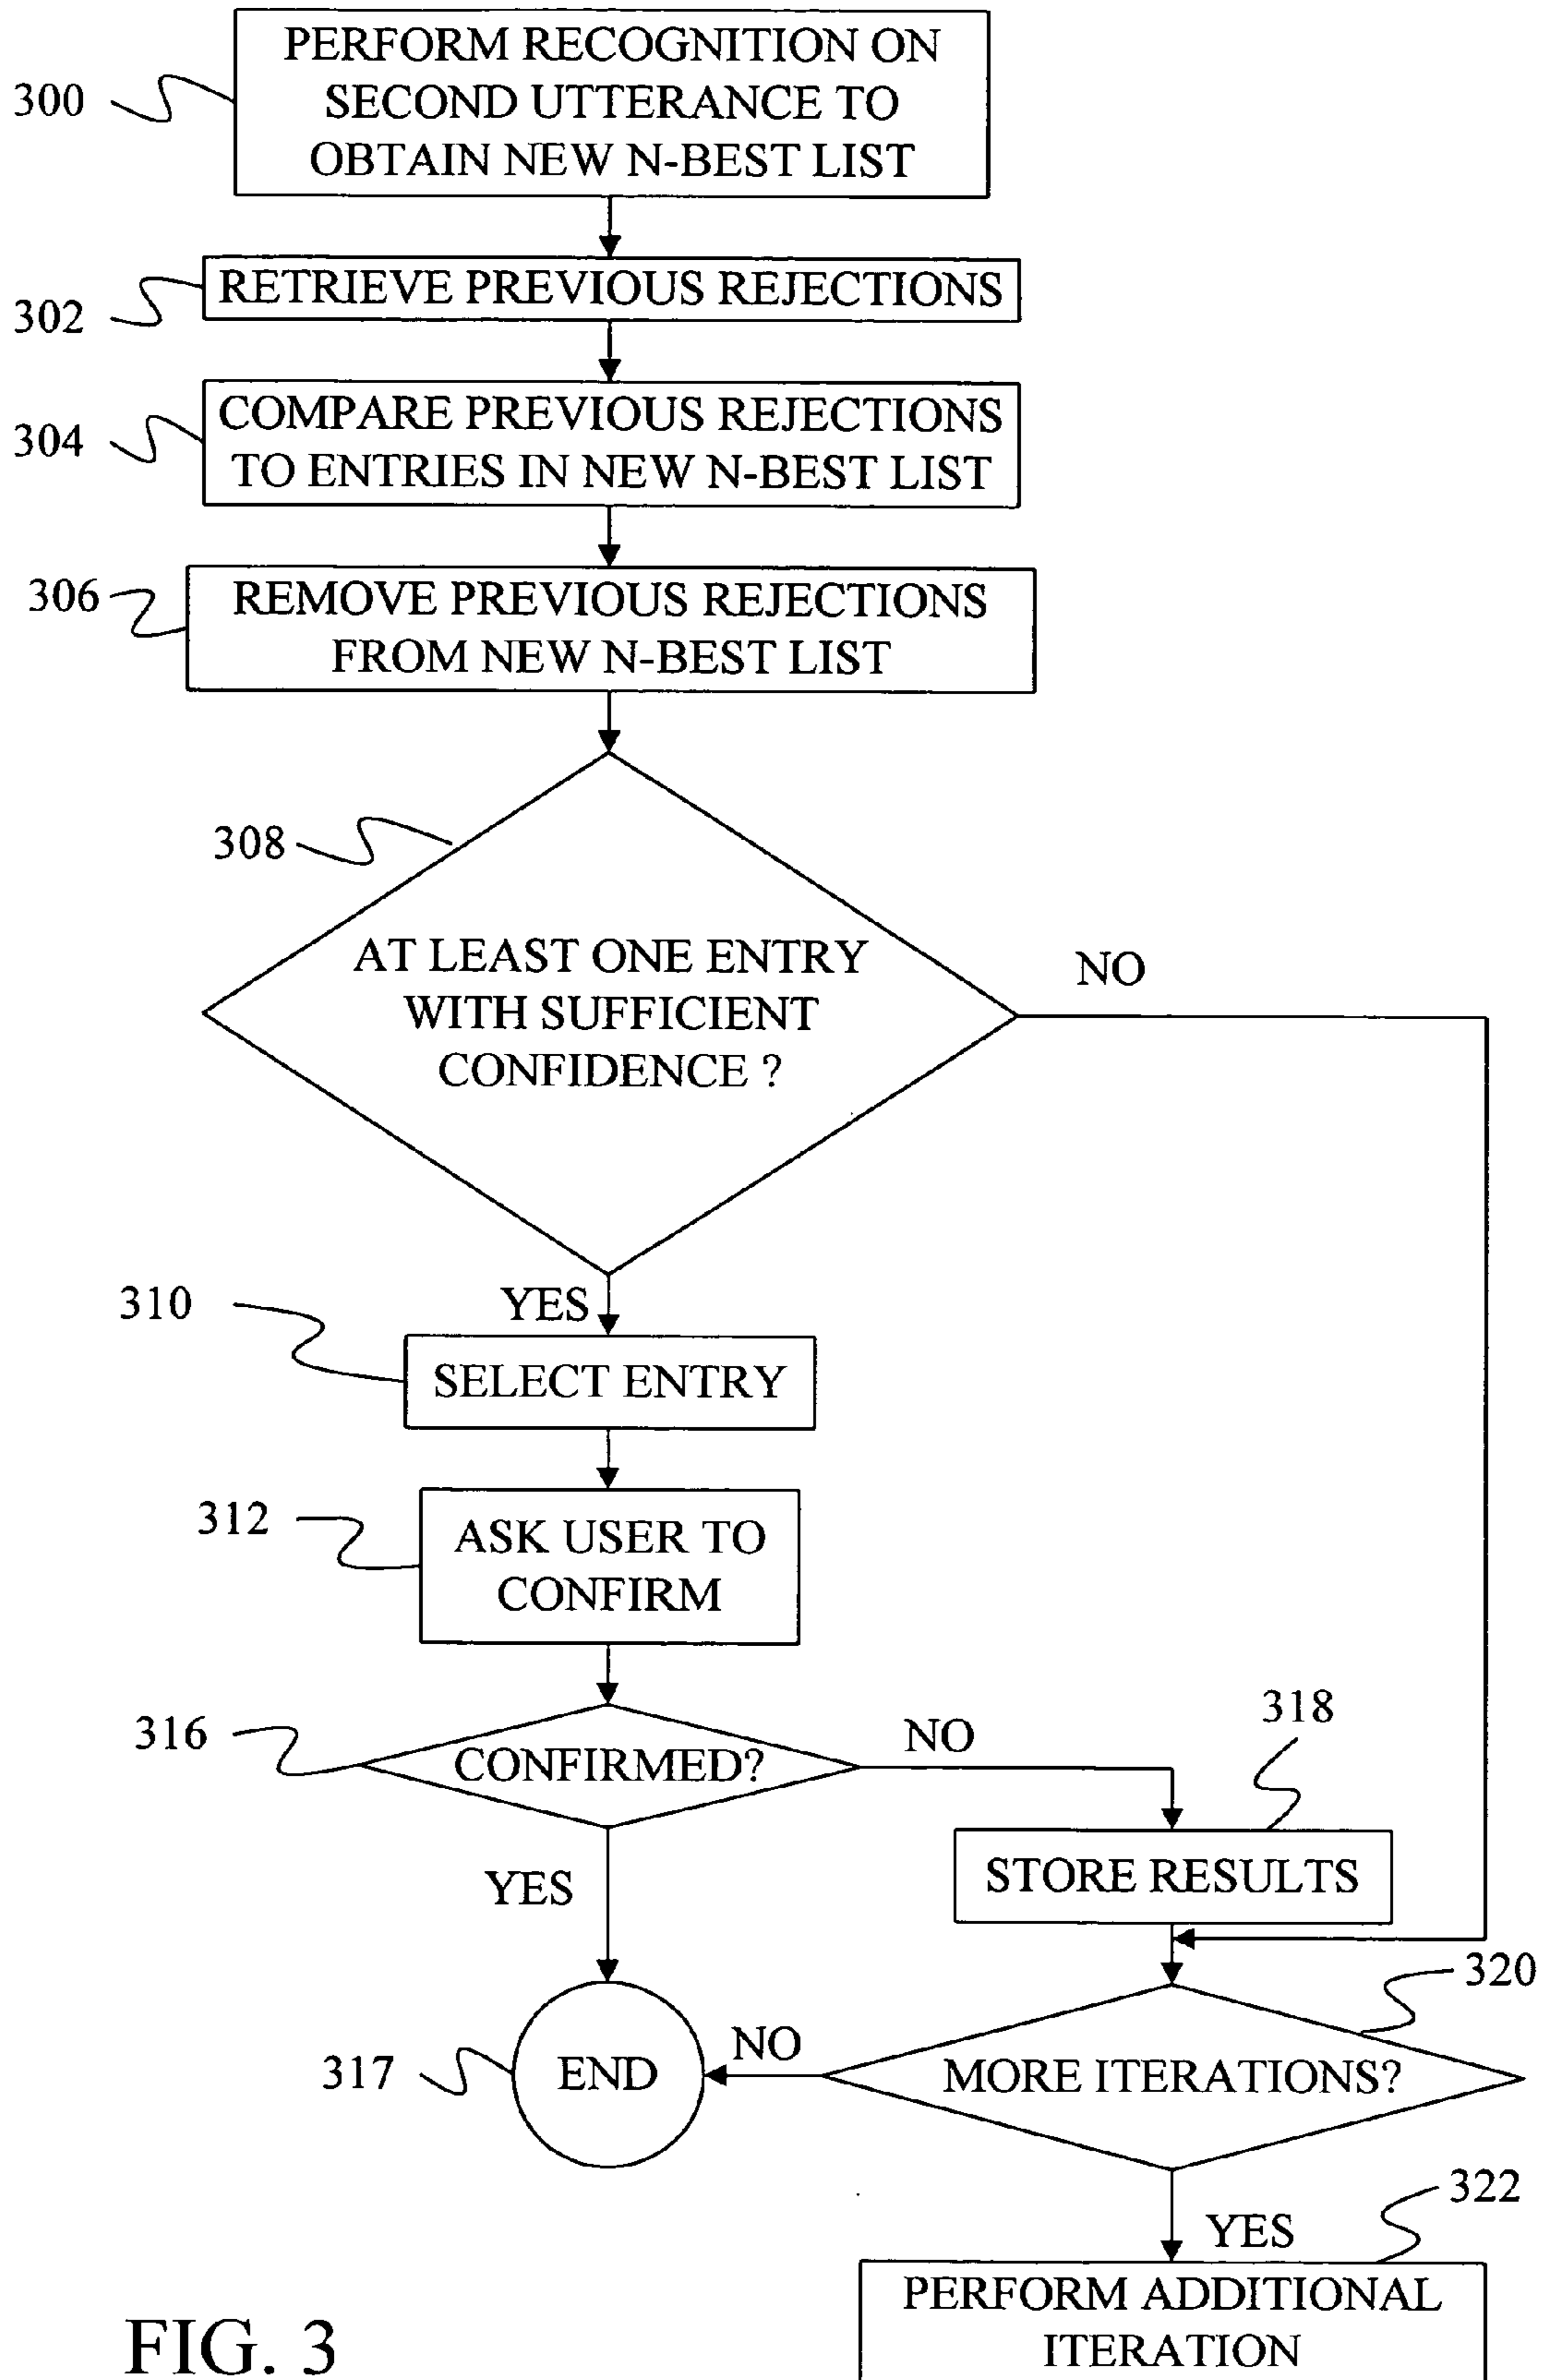 PERFORM RECOGNITION ON
SECOND UTTERANCE TO
OBTAIN NEW N-BEST LIST
300
RETRIEVE PREVIOUS REJECTIONS
302
COMPARE PREVIOUS REJECTIONS
TO ENTRIES IN NEW N-BEST LIST
304
REMOVE PREVIOUS REJECTIONS
FROM NEW N-BEST LIST
306
308
AT LEAST ONE ENTRY
WITH SUFFICIENT
CONFIDENCE ?
NO
YES
310
SELECT ENTRY
312
ASK USER TO
CONFIRM
316
CONFIRMED?
NO
318
STORE RESULTS
YES
320
317
END
NO
MORE ITERATIONS?
322
YES
PERFORM ADDITIONAL
ITERATION
FIG. 3